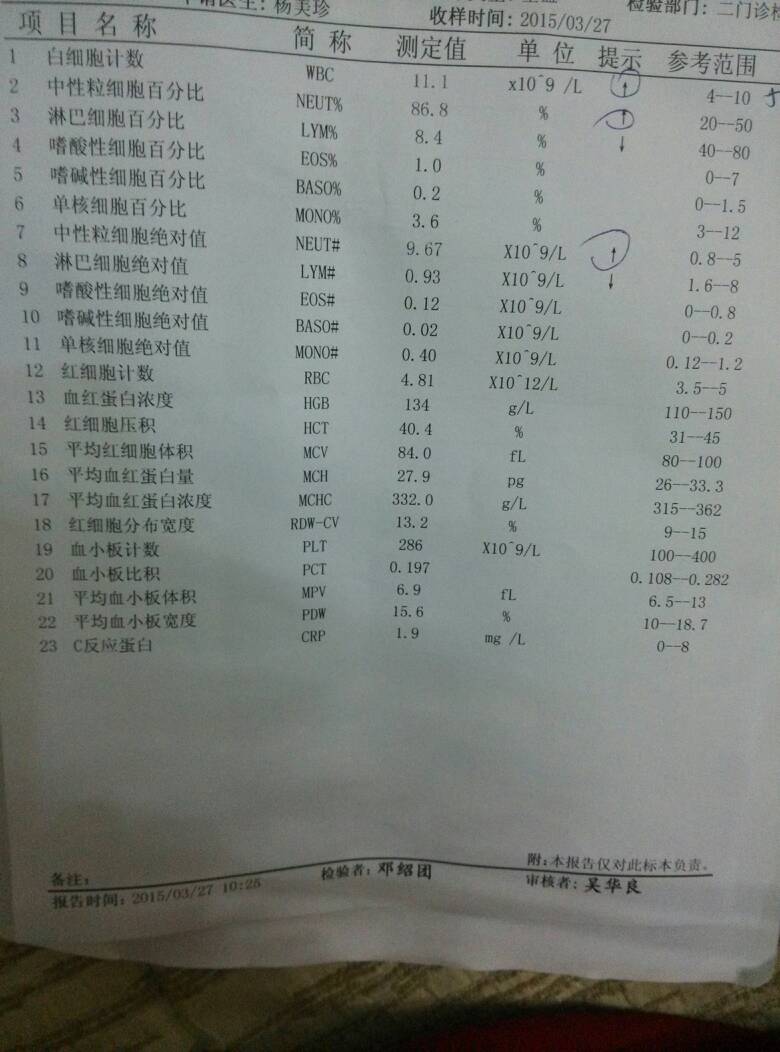 申请医生：杨美珍 收样时间：2015/03/27 检验部门：二门诊检
项目名称 简称 测定值 单位 提示 参考范围
1 白细胞计数 WBC 11.1 x10^9 /L ↑ 4--10
2 中性粒细胞百分比 NEUT% 86.8 % ↑ 20--50
3 淋巴细胞百分比 LYM% 8.4 % ↓ 40--80
4 嗜酸性细胞百分比 EOS% 1.0 % 0--7
5 嗜碱性细胞百分比 BASO% 0.2 % 0--1.5
6 单核细胞百分比 MONO% 3.6 % 3--12
7 中性粒细胞绝对值 NEUT# 9.67 X10^9/L ↑ 0.8--5
8 淋巴细胞绝对值 LYM# 0.93 X10^9/L ↓ 1.6--8
9 嗜酸性细胞绝对值 EOS# 0.12 X10^9/L 0--0.8
10 嗜碱性细胞绝对值 BASO# 0.02 X10^9/L 0--0.2
11 单核细胞绝对值 MONO# 0.40 X10^9/L 0.12--1.2
12 红细胞计数 RBC 4.81 X10^12/L 3.5--5
13 血红蛋白浓度 HGB 134 g/L 110--150
14 红细胞压积 HCT 40.4 % 31--45
15 平均红细胞体积 MCV 84.0 fL 80--100
16 平均血红蛋白量 MCH 27.9 pg 26--33.3
17 平均血红蛋白浓度 MCHC 332.0 g/L 315--362
18 红细胞分布宽度 RDW-CV 13.2 % 9--15
19 血小板计数 PLT 286 X10^9/L 100--400
20 血小板比积 PCT 0.197 0.108--0.282
21 平均血小板体积 MPV 6.9 fL 6.5--13
22 平均血小板宽度 PDW 15.6 % 10--18.7
23 C反应蛋白 CRP 1.9 mg /L 0--8
附：本报告仅对此标本负责。
备注： 检验者：邓绍团 审核者：吴华良
报告时间：2015/03/27 10:25